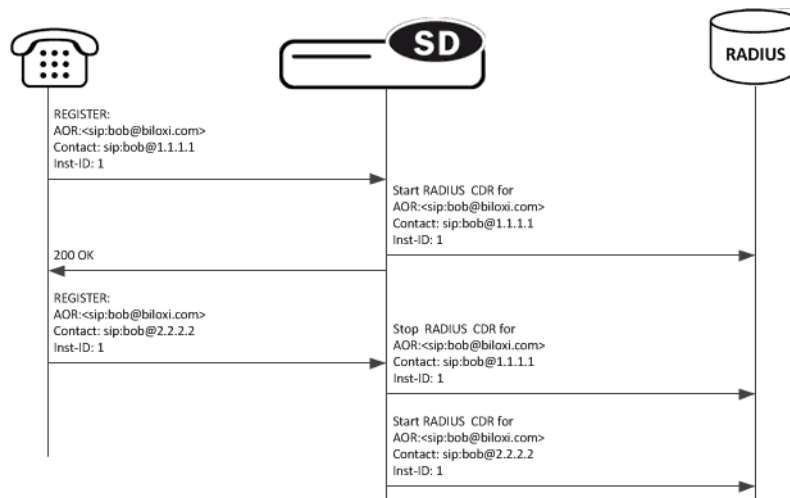 SD
RADIUS
REGISTER:
AOR:<sip:bob@biloxi.com>
Contact: sip:bob@1.1.1.1
Inst-ID: 1
Start RADIUS CDR for
AOR:<sip:bob@biloxi.com>
Contact: sip:bob@1.1.1.1
Inst-ID: 1
200 OK
REGISTER:
AOR:<sip:bob@biloxi.com>
Contact: sip:bob@2.2.2.2
Inst-ID: 1
Stop RADIUS CDR for
AOR:<sip:bob@biloxi.com>
Contact: sip:bob@1.1.1.1
Inst-ID: 1
Start RADIUS CDR for
AOR:<sip:bob@biloxi.com>
Contact: sip:bob@2.2.2.2
Inst-ID: 1